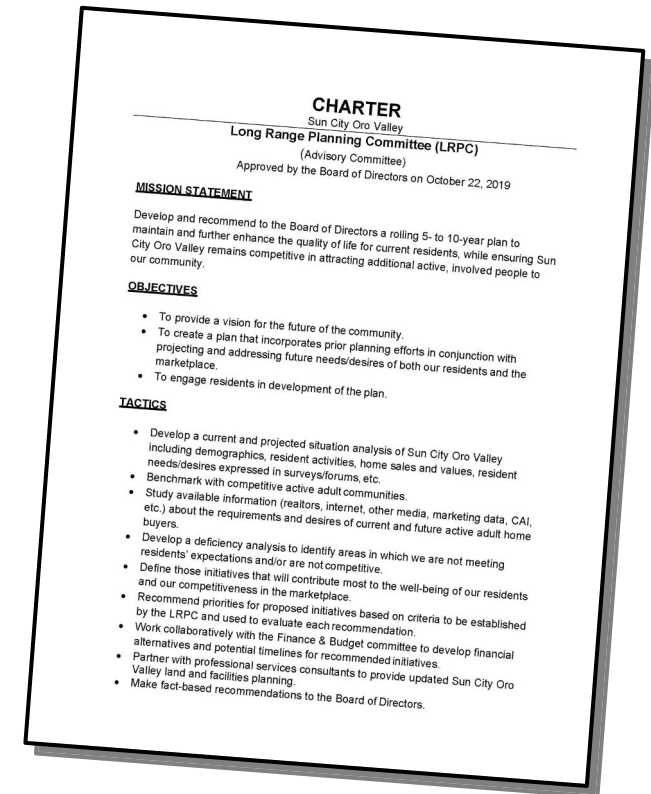 CHARTER
Sun City Oro Valley
Long Range Planning Committee (LRPC)
(Advisory Committee)
Approved by the Board of Directors on October 22, 2019
MISSION STATEMENT
Develop and recommend to the Board of Directors a rolling 5- to 10-year plan to
maintain and further enhance the quality of life for current residents, while ensuring Sun
City Oro Valley remains competitive in attracting additional active, involved people to
our community.
OBJECTIVES
• To provide a vision for the future of the community.
• To create a plan that incorporates prior planning efforts in conjunction with
projecting and addressing future needs/desires of both our residents and the
marketplace.
• To engage residents in development of the plan.
TACTICS
• Develop a current and projected situation analysis of Sun City Oro Valley
including demographics, resident activities, home sales and values, resident
needs/desires expressed in surveys/forums, etc.
• Benchmark with competitive active adult communities.
• Study available information (realtors, internet, other media, marketing data, CAI,
etc.) about the requirements and desires of current and future active adult home
buyers.
• Develop a deficiency analysis to identify areas in which we are not meeting
residents' expectations and/or are not competitive.
• Define those initiatives that will contribute most to the well-being of our residents
and our competitiveness in the marketplace.
• Recommend priorities for proposed initiatives based on criteria to be established
by the LRPC and used to evaluate each recommendation.
• Work collaboratively with the Finance & Budget committee to develop financial
alternatives and potential timelines for recommended initiatives.
• Partner with professional services consultants to provide updated Sun City Oro
Valley land and facilities planning.
• Make fact-based recommendations to the Board of Directors.